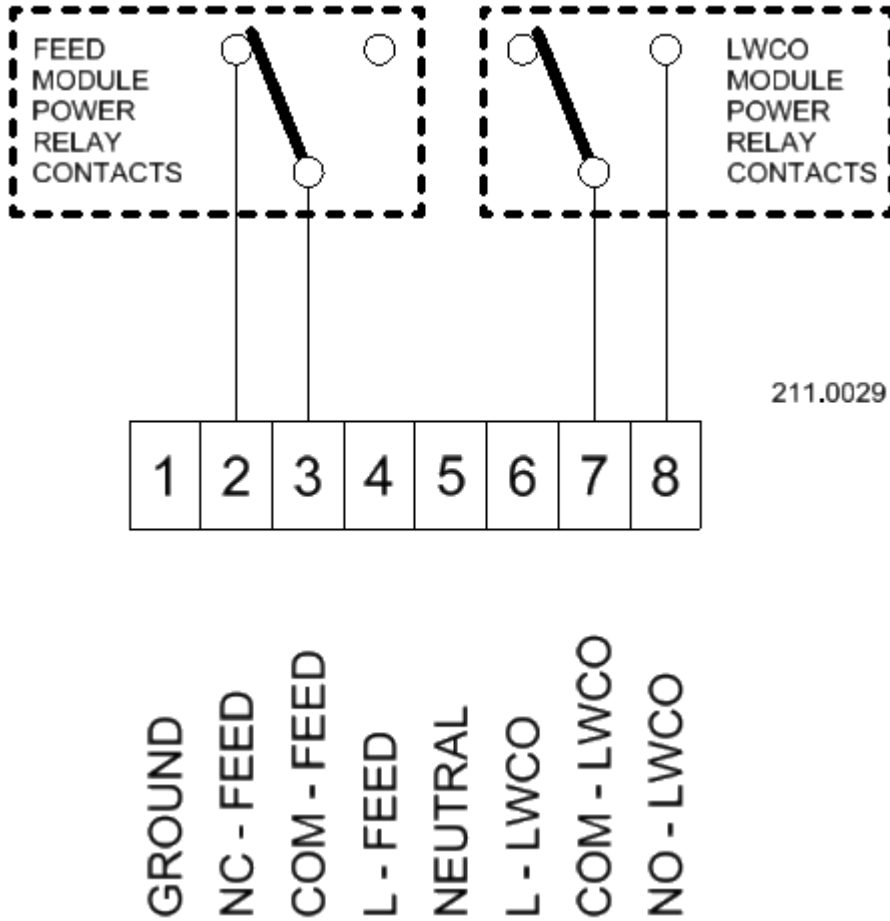 FEED
MODULE
POWER
RELAY
CONTACTS
LWCO
MODULE
POWER
RELAY
CONTACTS
211.0029
1 2 3 4 5 6 7 8
GROUND
NC - FEED
COM - FEED
L - FEED
NEUTRAL
L - LWCO
COM - LWCO
NO - LWCO